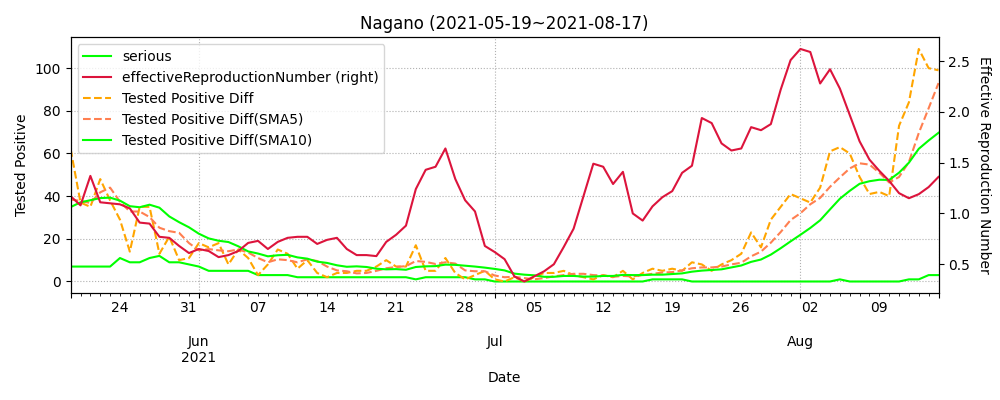 Nagano (2021-05-19~2021-08-17)
serious
effectiveReproductionNumber (right)
Tested Positive Diff
Tested Positive Diff(SMA5)
Tested Positive Diff(SMA10)
Tested Positive
100
80
60
40
20
0
2.5
2.0
1.5
1.0
0.5
Effective Reproduction Number
24 31 07 14 21 28 05 12 19 26 02 09
Jun Jul Aug
2021
Date